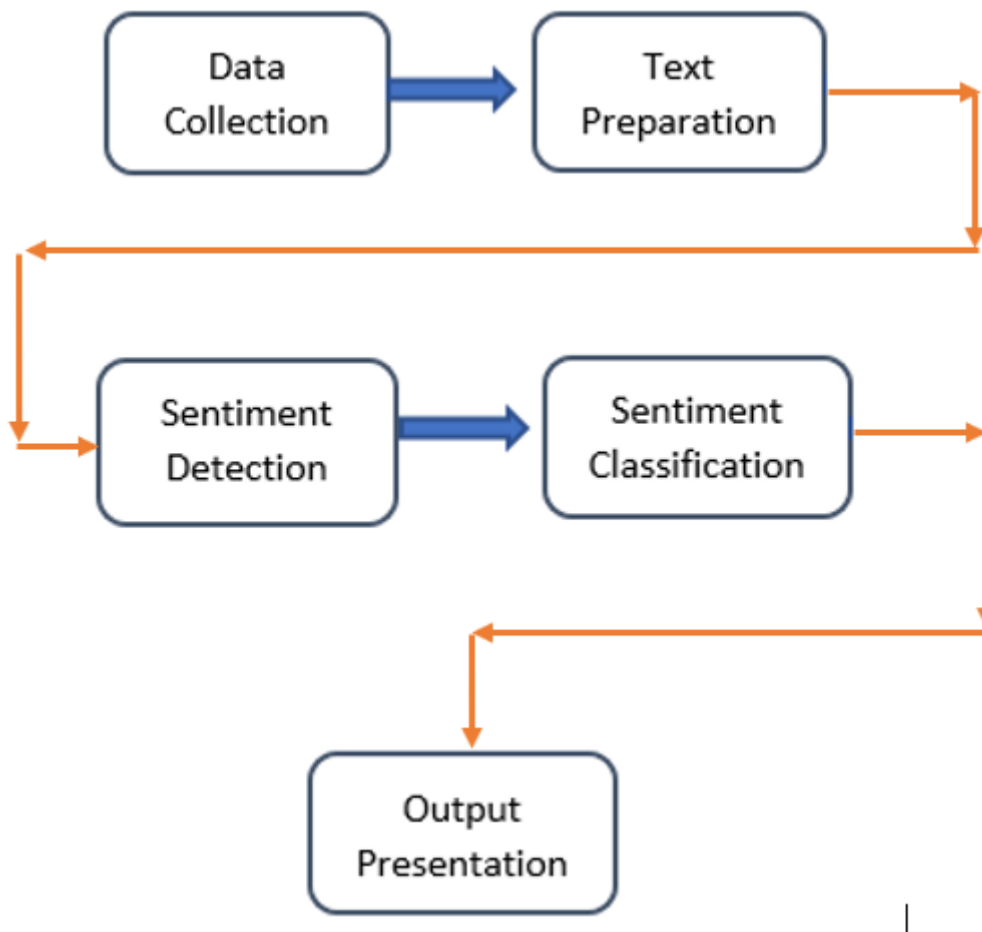 Data
Collection
Text
Preparation
Sentiment
Detection
Sentiment
Classification
Output
Presentation